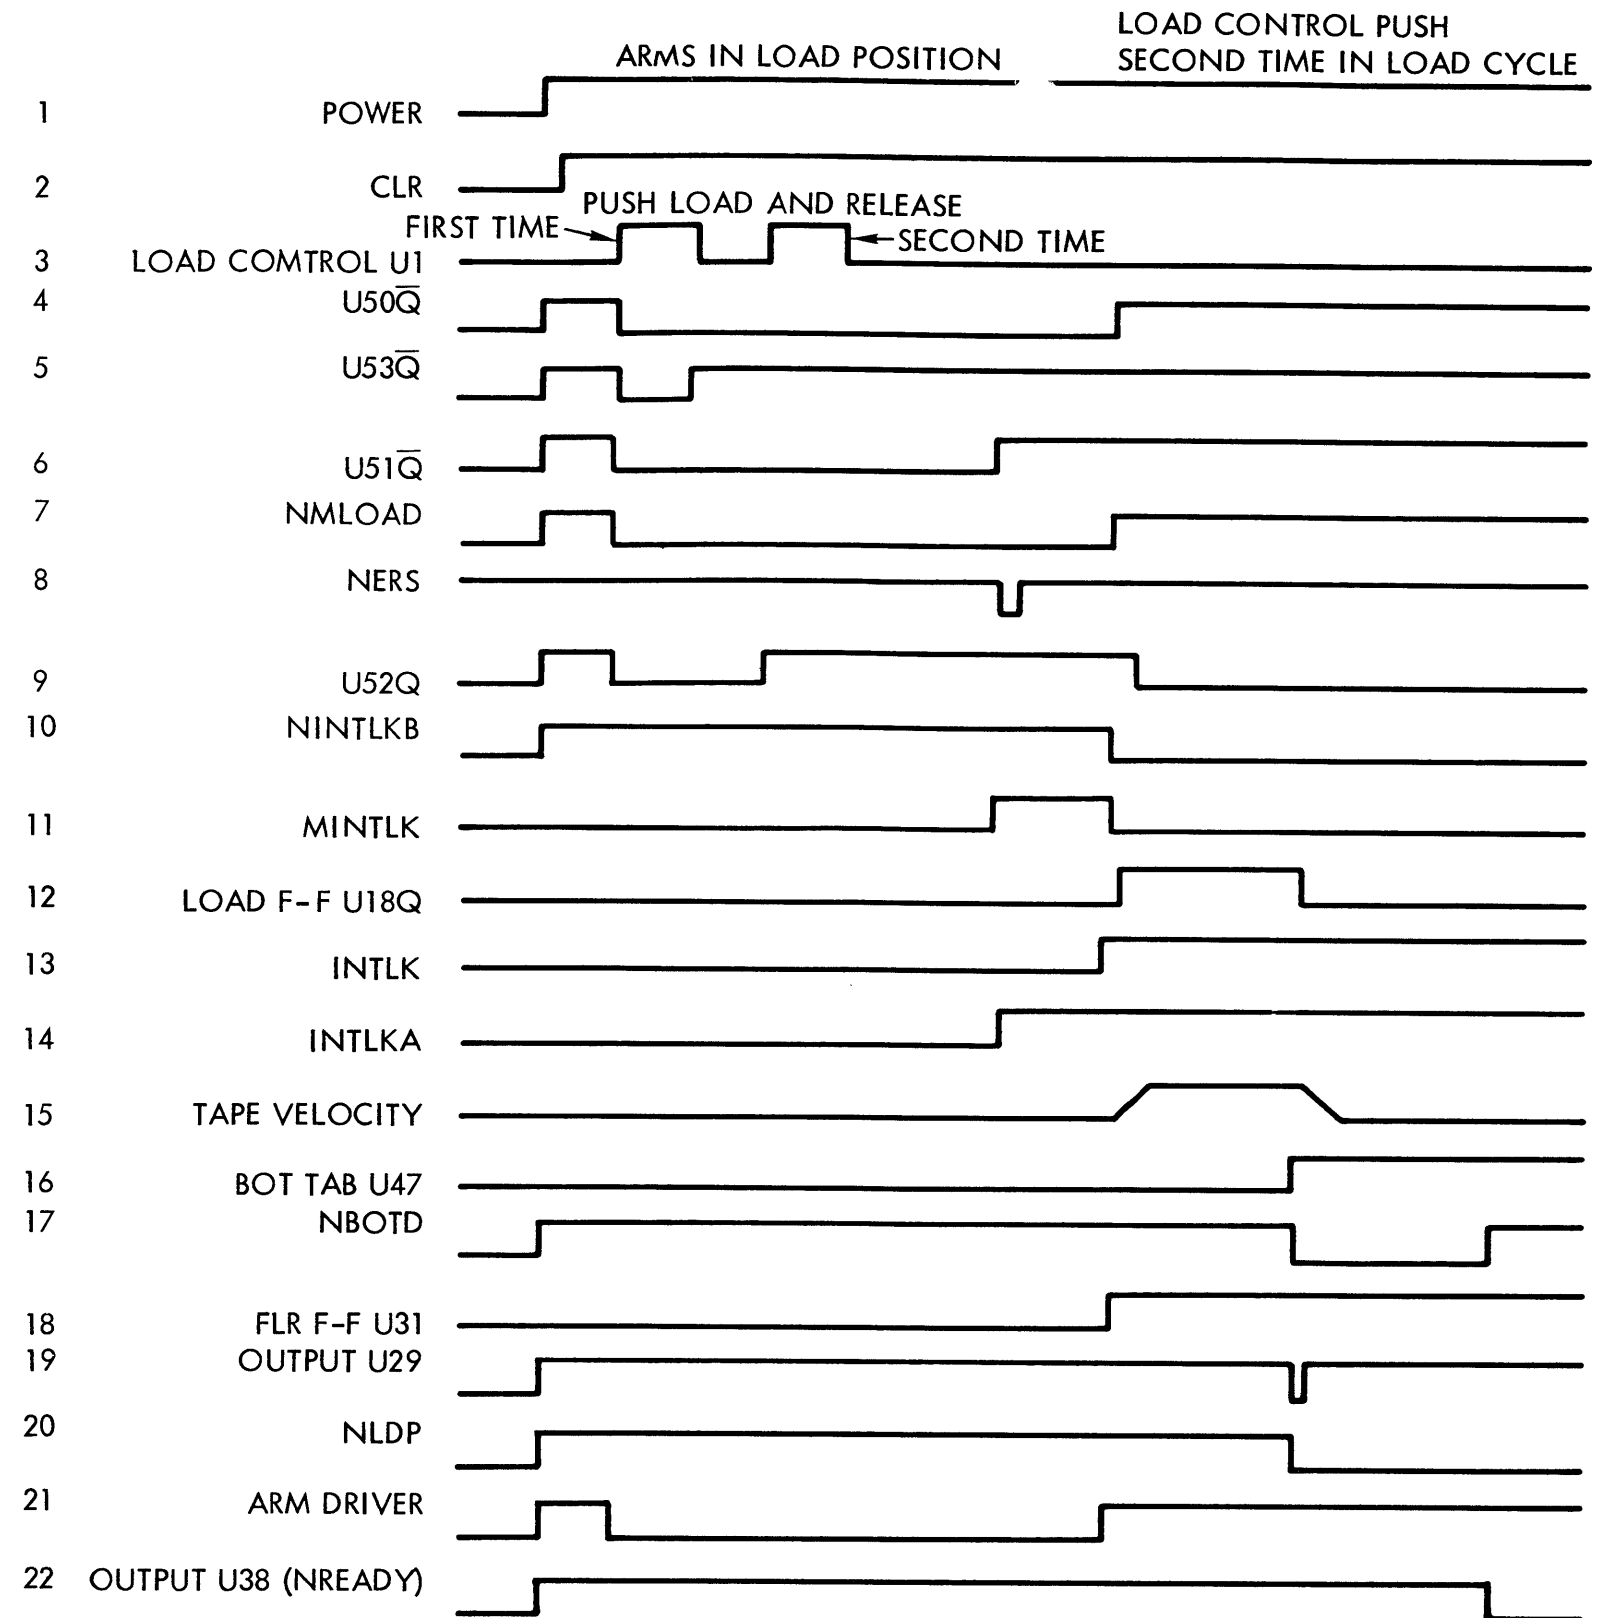 LOAD CONTROL PUSH
ARMS IN LOAD POSITION SECOND TIME IN LOAD CYCLE
1 POWER
2 CLR
PUSH LOAD AND RELEASE
FIRST TIME
SECOND TIME
3 LOAD COMTROL U1
4 U50Q̅
5 U53Q̅
6 U51Q̅
7 NMLOAD
8 NERS
9 U52Q
10 NINTLKB
11 MINTLK
12 LOAD F-F U18Q
13 INTLK
14 INTLKA
15 TAPE VELOCITY
16 BOT TAB U47
17 NBOTD
18 FLR F-F U31
19 OUTPUT U29
20 NLDP
21 ARM DRIVER
22 OUTPUT U38 (NREADY)